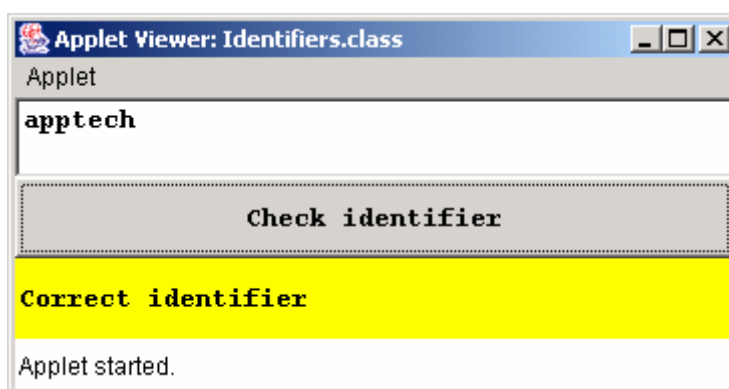 Applet Viewer: Identifiers.class
Applet
apptech
Check identifier
Correct identifier
Applet started.